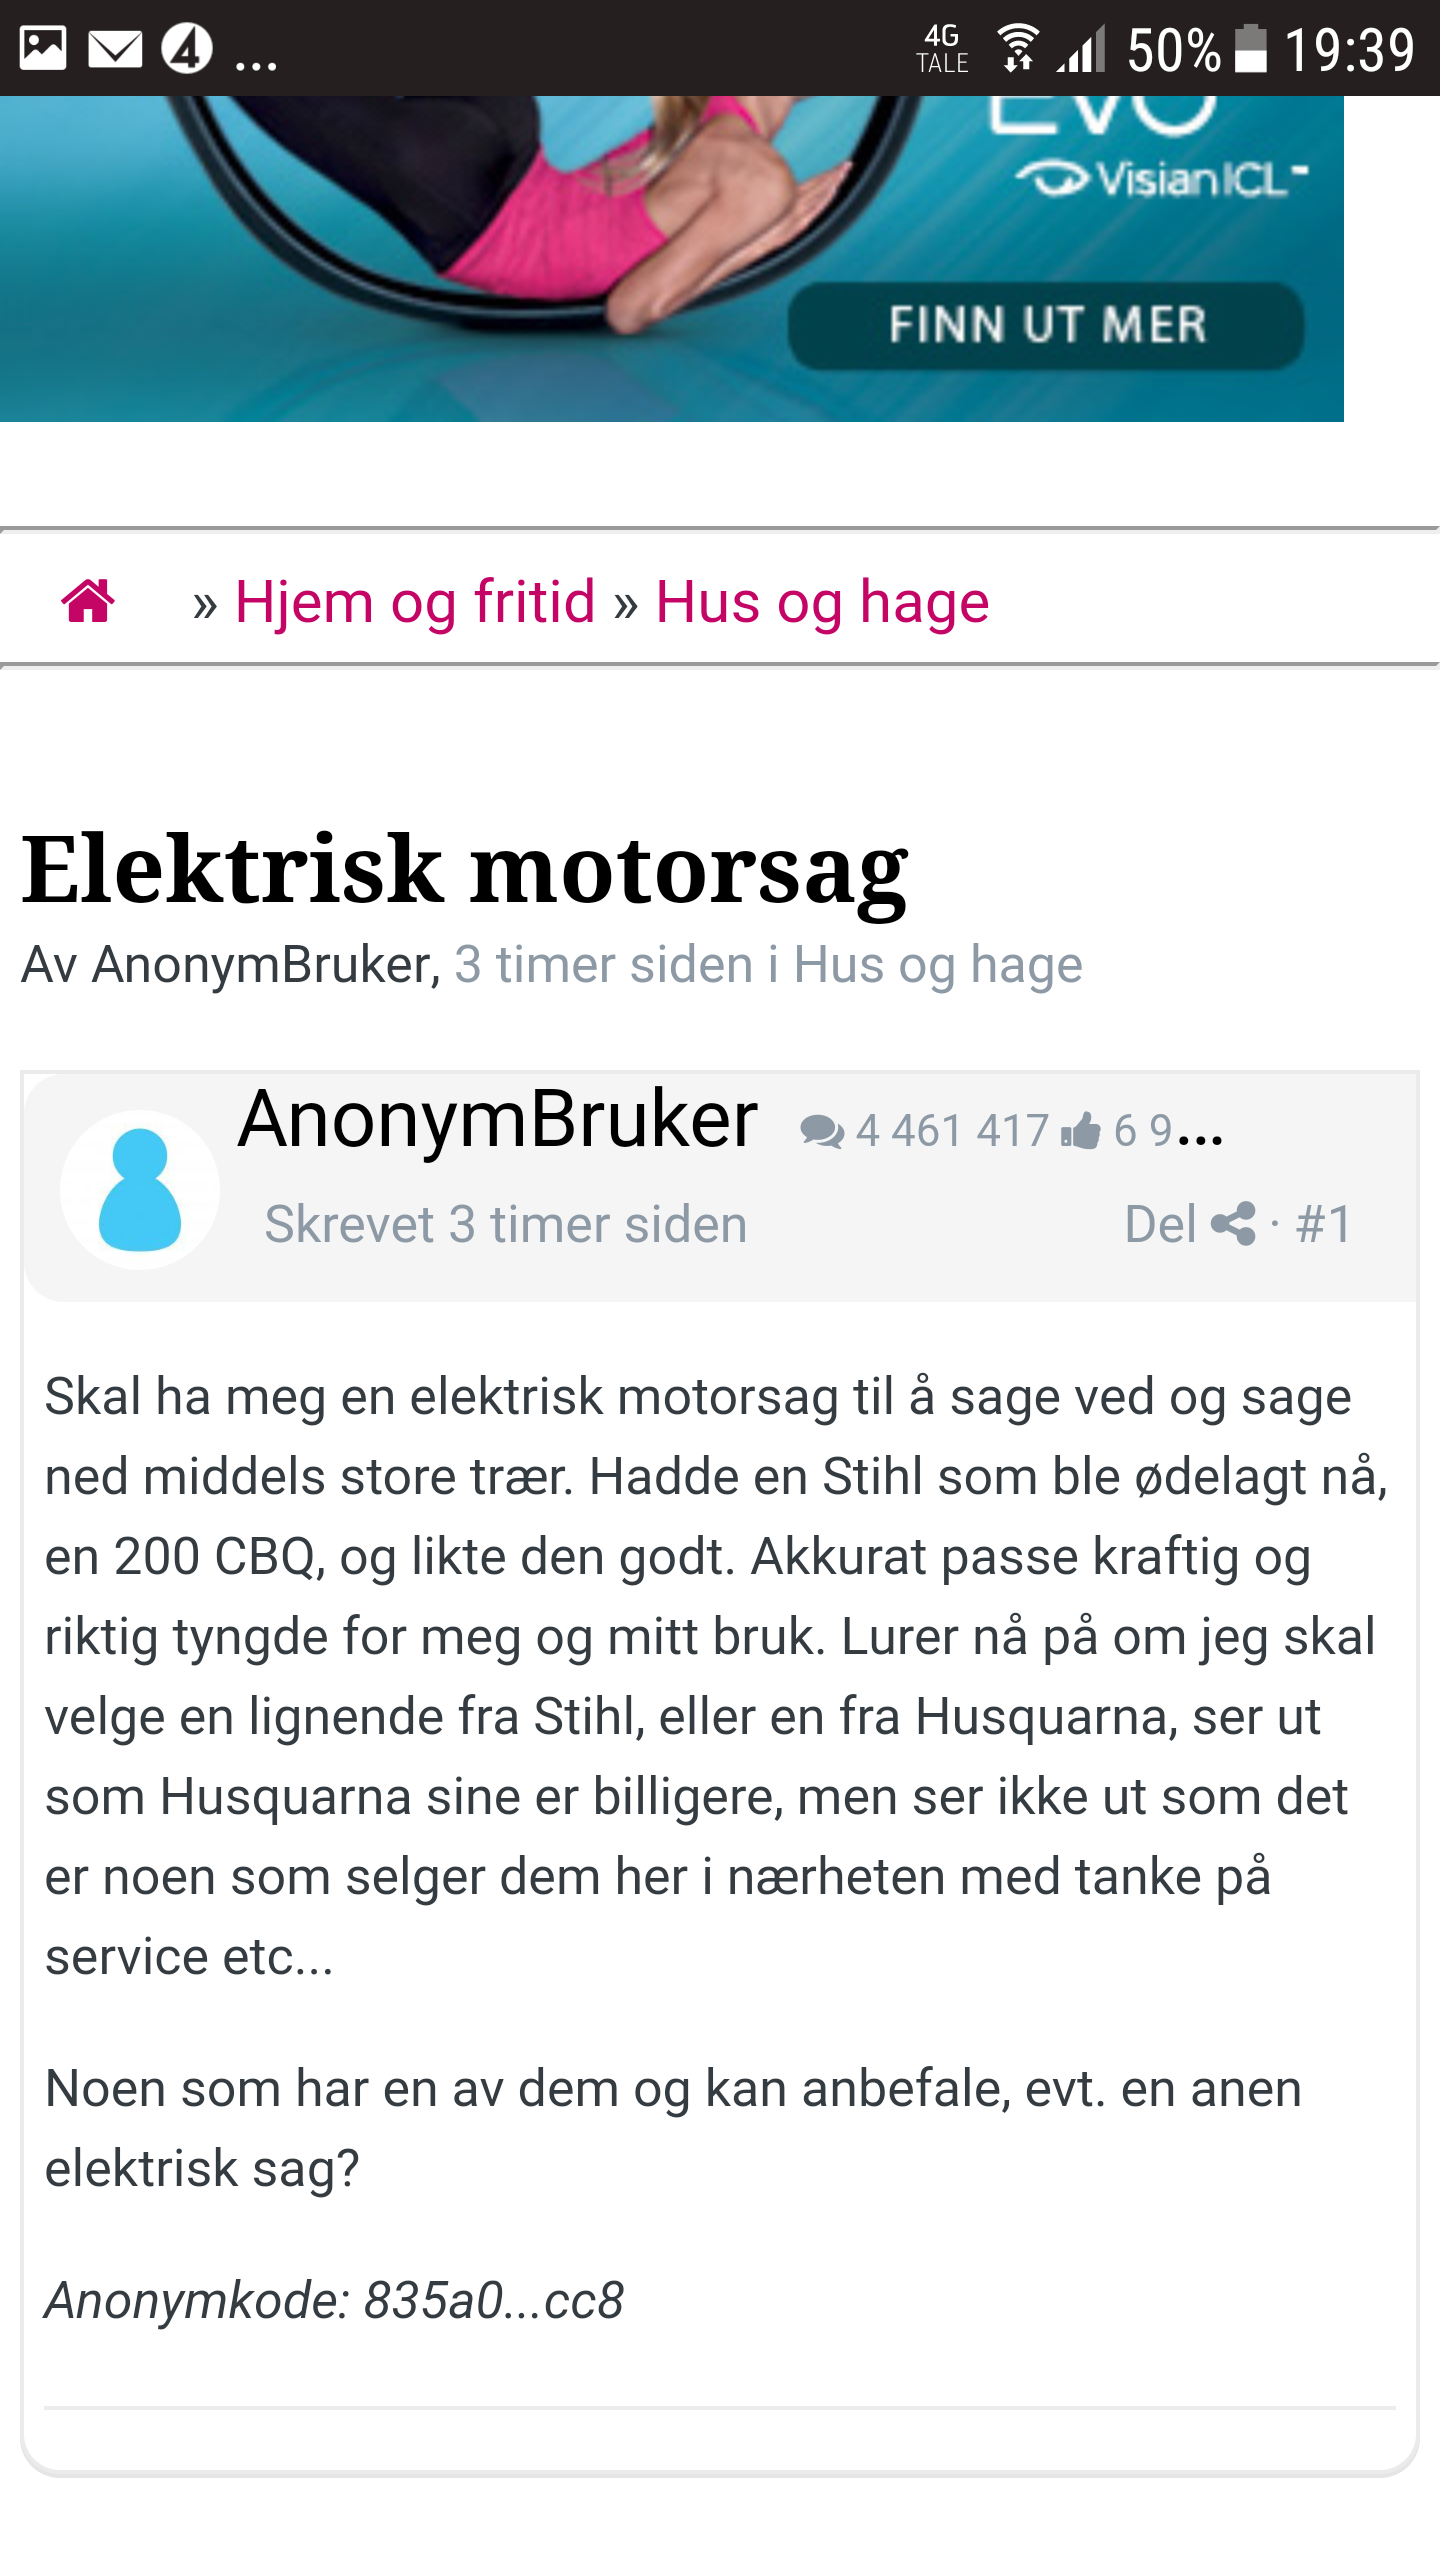 4G
TALE
50%
19:39
EVO
VisianICL
FINN UT MER
» Hjem og fritid » Hus og hage
Elektrisk motorsag
Av AnonymBruker, 3 timer siden i Hus og hage
AnonymBruker 4 461 417 6 9...
Skrevet 3 timer siden
Del · #1
Skal ha meg en elektrisk motorsag til å sage ved og sage
ned middels store trær. Hadde en Stihl som ble ødelagt nå,
en 200 CBQ, og likte den godt. Akkurat passe kraftig og
riktig tyngde for meg og mitt bruk. Lurer nå på om jeg skal
velge en lignende fra Stihl, eller en fra Husquarna, ser ut
som Husquarna sine er billigere, men ser ikke ut som det
er noen som selger dem her i nærheten med tanke på
service etc...
Noen som har en av dem og kan anbefale, evt. en anen
elektrisk sag?
Anonymkode: 835a0...cc8